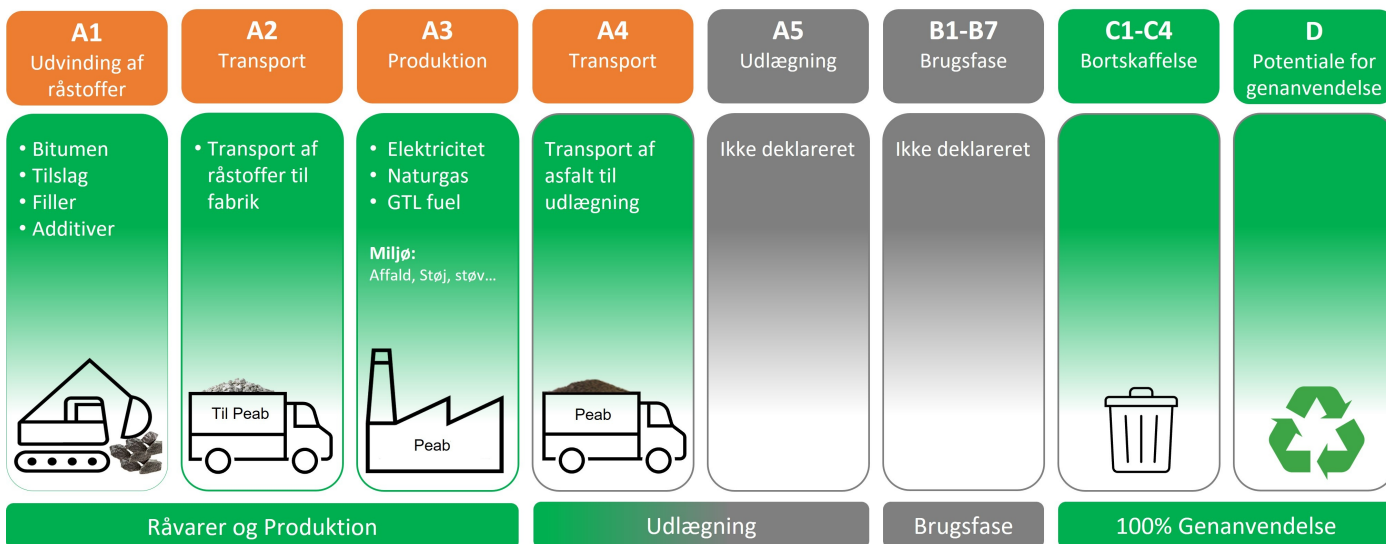 A1
Udvinding af
råstoffer
A2
Transport
A3
Produktion
A4
Transport
A5
Udlægning
B1-B7
Brugsfase
C1-C4
Bortskaffelse
D
Potentiale for
genanvendelse
• Bitumen
• Tilslag
• Filler
• Additiver
• Transport af
råstoffer til
fabrik
• Elektricitet
• Naturgas
• GTL fuel
Miljø:
Affald, Støj, støv...
Transport af
asfalt til
udlægning
Ikke deklareret
Ikke deklareret
Til Peab
Peab
Peab
Råvarer og Produktion
Udlægning
Brugsfase
100% Genanvendelse